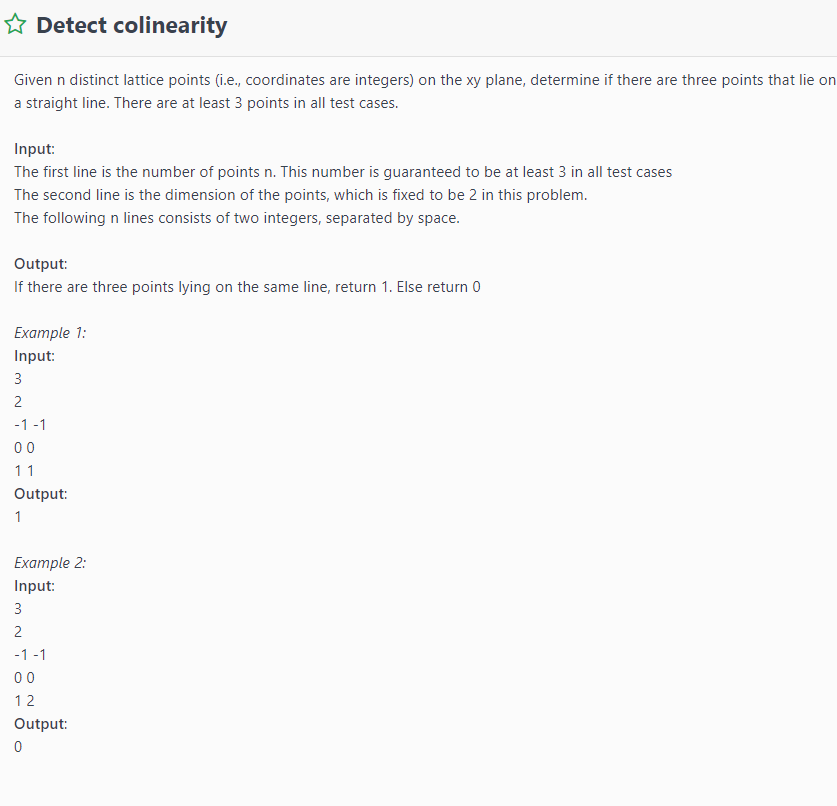 Detect colinearity
Given n distinct lattice points (i.e., coordinates are integers) on the xy plane, determine if there are three points that lie on
a straight line. There are at least 3 points in all test cases.
Input:
The first line is the number of points n. This number is guaranteed to be at least 3 in all test cases
The second line is the dimension of the points, which is fixed to be 2 in this problem.
The following n lines consists of two integers, separated by space.
Output:
If there are three points lying on the same line, return 1. Else return 0
Example 1:
Input:
3
2
-1 -1
0 0
1 1
Output:
1
Example 2:
Input:
3
2
-1 -1
0 0
1 2
Output:
0